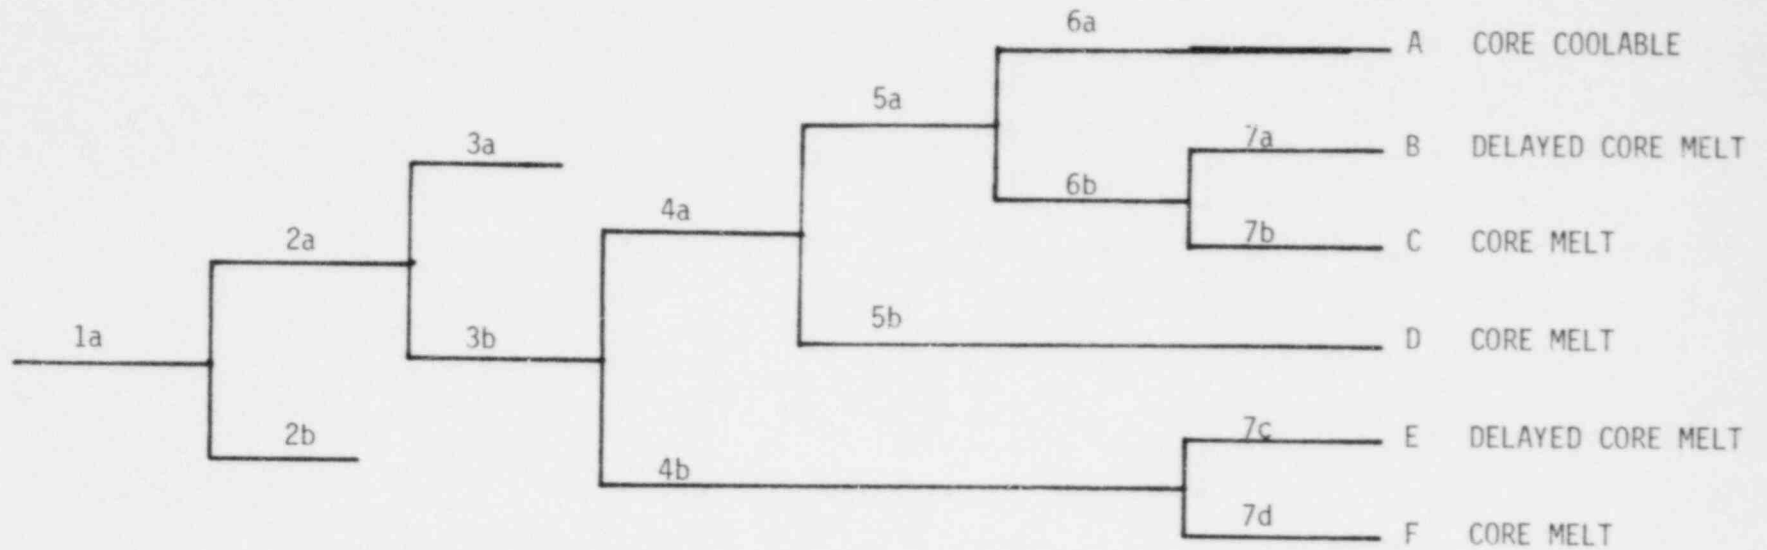 6a
A CORE COOLABLE
5a
3a
7a
B DELAYED CORE MELT
6b
4a
2a
7b
C CORE MELT
1a
3b
5b
D CORE MELT
2b
7c
E DELAYED CORE MELT
4b
7d
F CORE MELT